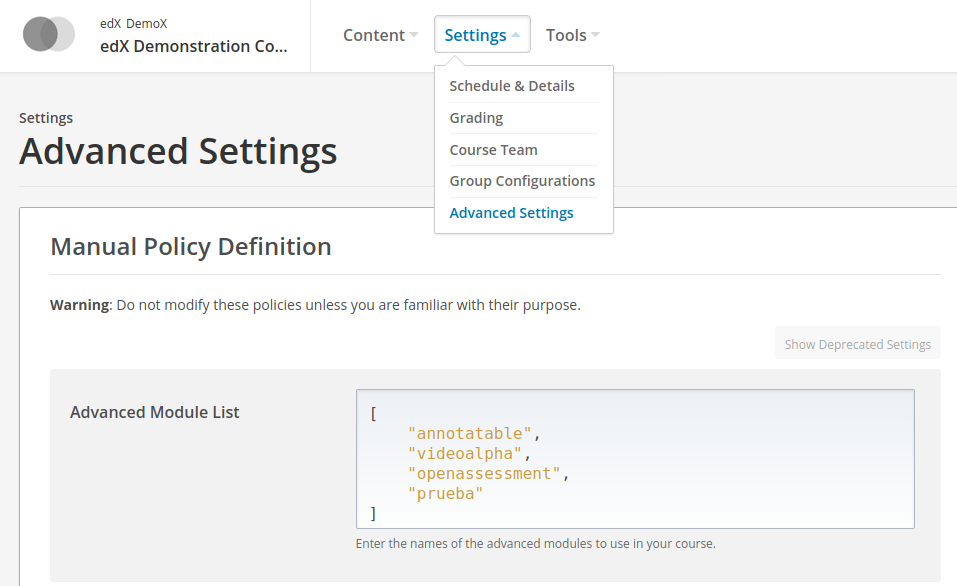 edX DemoX
edX Demonstration Co...
Content
Settings
Tools
Schedule & Details
Grading
Course Team
Group Configurations
Advanced Settings
Settings
Advanced Settings
Manual Policy Definition
Warning: Do not modify these policies unless you are familiar with their purpose.
Show Deprecated Settings
Advanced Module List
[
"annotatable",
"videoalpha",
"openassessment",
"prueba"
]
Enter the names of the advanced modules to use in your course.